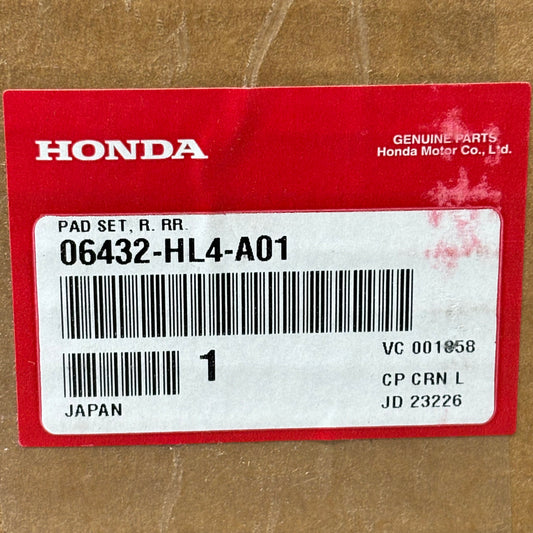 HONDA
GENUINE PARTS
Honda Motor Co., Ltd.
PAD SET, R. RR.
06432-HL4-A01
1
VC 001858
CP CRN L
JAPAN
JD 23226